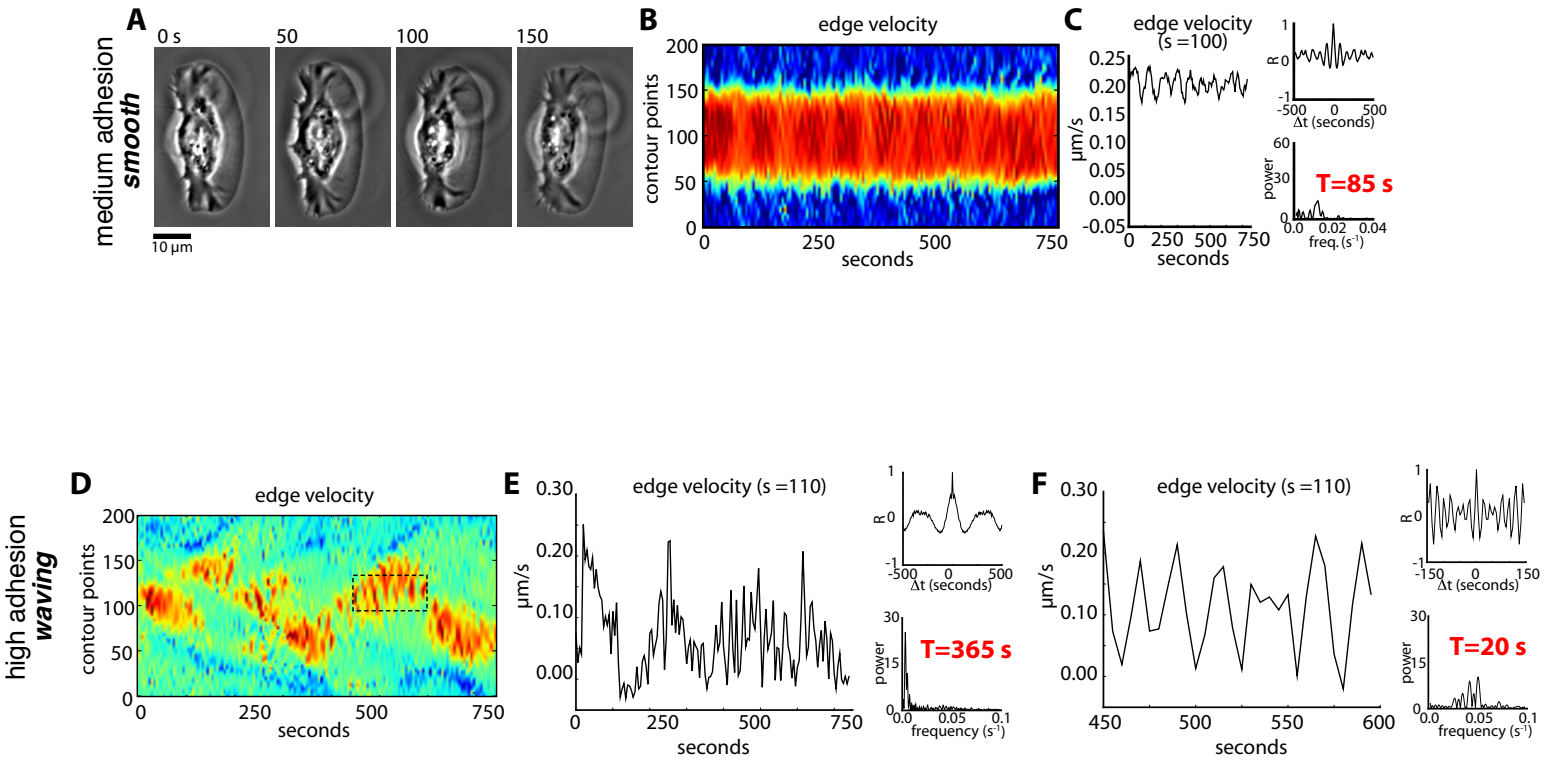 A
0 s
50
100
150
medium adhesion
smooth
10 µm
B
edge velocity
contour points
200
150
100
50
0
0
250
500
750
seconds
C
edge velocity
(s =100)
µm/s
0.25
0.20
0.15
0.10
0.05
0.00
-0.05
0
250
500
750
seconds
R
1
0
-1
-500
0
500
Δt (seconds)
power
60
30
0
T=85 s
0.0
0.02
0.04
freq. (s⁻¹)
high adhesion
waving
D
edge velocity
contour points
200
150
100
50
0
0
250
500
750
seconds
E
edge velocity (s =110)
µm/s
0.30
0.20
0.10
0.00
0
250
500
750
seconds
R
1
0
-1
-500
0
500
Δt (seconds)
power
30
15
0
T=365 s
0.0
0.05
0.1
frequency (s⁻¹)
F
edge velocity (s =110)
µm/s
0.30
0.20
0.10
0.00
450
500
550
600
seconds
R
1
0
-1
-150
0
150
Δt (seconds)
power
30
15
0
T=20 s
0.0
0.05
0.1
frequency (s⁻¹)